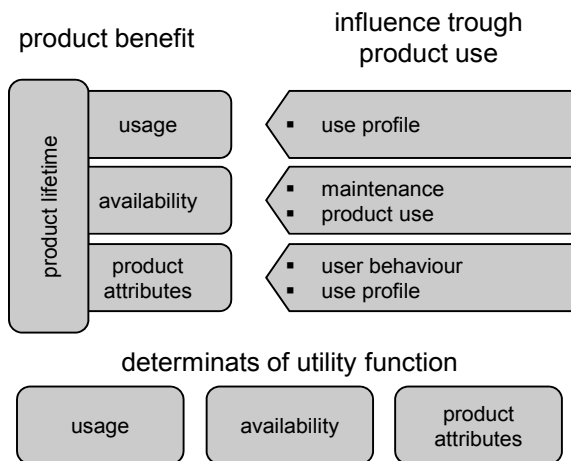 product benefit
influence trough
product use
product lifetime
usage
▪ use profile
availability
▪ maintenance
▪ product use
product
attributes
▪ user behaviour
▪ use profile
determinats of utility function
usage
availability
product
attributes